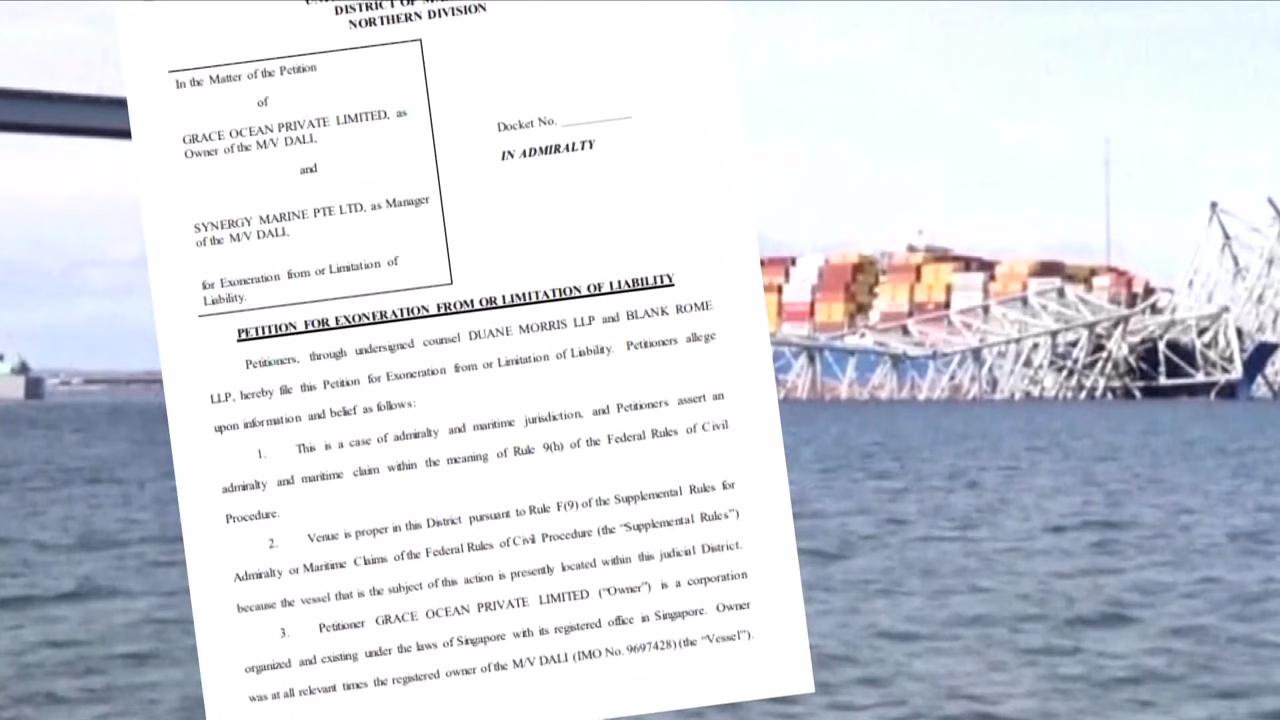 DISTRICT OF
NORTHERN DIVISION
In the Matter of the Petition
of
GRACE OCEAN PRIVATE LIMITED, as
Owner of the M/V DALI,
and
SYNERGY MARINE PTE LTD, as Manager
of the M/V DALI,
for Exoneration from or Limitation of
Liability.
Docket No.
IN ADMIRALTY
PETITION FOR EXONERATION FROM OR LIMITATION OF LIABILITY
Petitioners, through undersigned counsel DUANE MORRIS LLP and BLANK ROME
LLP, hereby file this Petition for Exoneration from or Limitation of Liability. Petitioners allege
upon information and belief as follows:
1. This is a case of admiralty and maritime jurisdiction, and Petitioners assert an
admiralty and maritime claim within the meaning of Rule 9(h) of the Federal Rules of Civil
Procedure.
2. Venue is proper in this District pursuant to Rule F(9) of the Supplemental Rules for
Admiralty or Maritime Claims of the Federal Rules of Civil Procedure (the “Supplemental Rules”)
because the vessel that is the subject of this action is presently located within this judicial District.
3. Petitioner GRACE OCEAN PRIVATE LIMITED (“Owner”) is a corporation
organized and existing under the laws of Singapore with its registered office in Singapore. Owner
was at all relevant times the registered owner of the M/V DALI (IMO No. 9697428) (the “Vessel”).